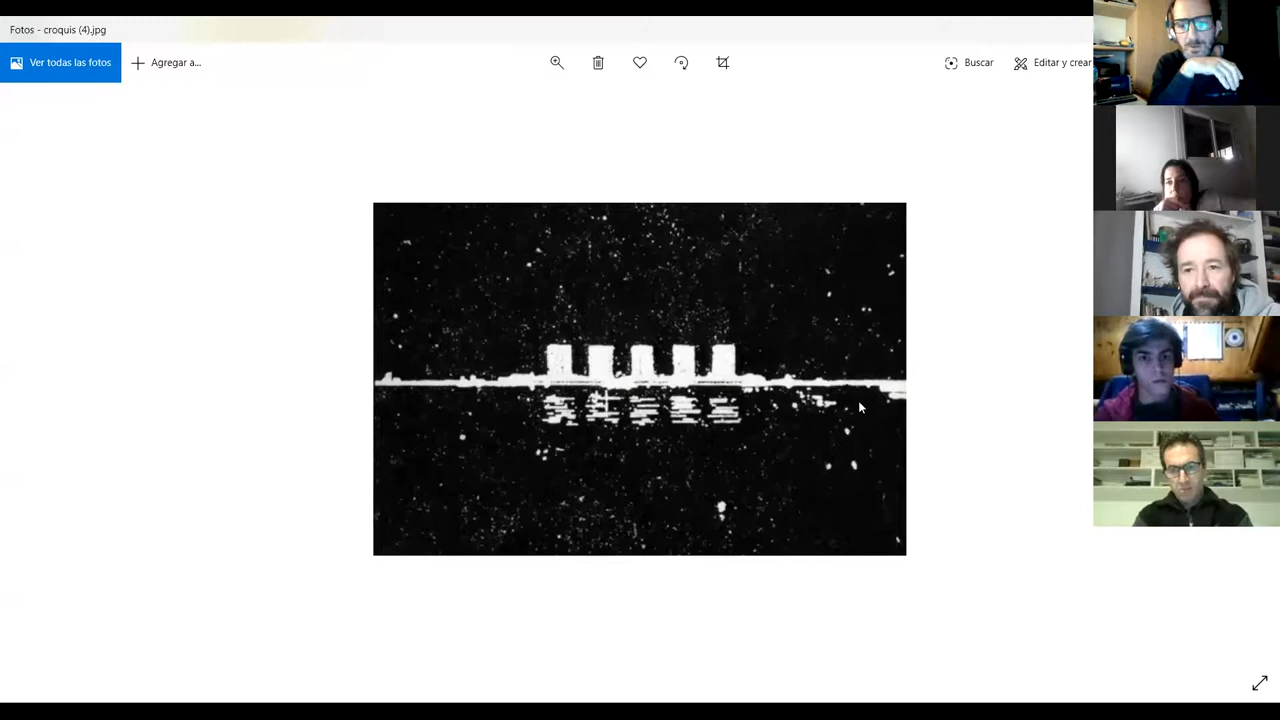 Fotos - croquis (4).jpg
Ver todas las fotos
Agregar a...
Buscar
Editar y crear